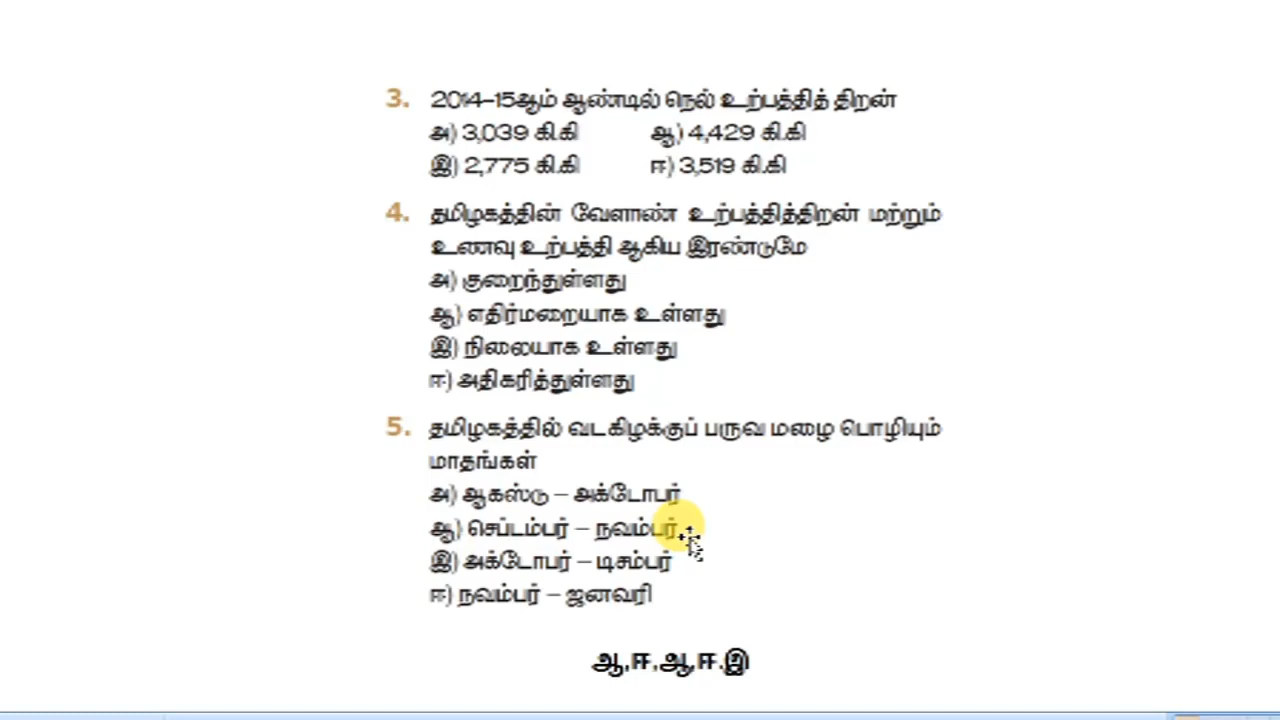 3. 2014–15ஆம் ஆண்டில் நெல் உற்பத்தித் திறன்
அ) 3,039 கி.கி ஆ) 4,429 கி.கி
இ) 2,775 கி.கி ஈ) 3,519 கி.கி
4. தமிழகத்தின் வேளாண் உற்பத்தித்திறன் மற்றும்
உணவு உற்பத்தி ஆகிய இரண்டுமே
அ) குறைந்துள்ளது
ஆ) எதிர்மறையாக உள்ளது
இ) நிலையாக உள்ளது
ஈ) அதிகரித்துள்ளது
5. தமிழகத்தில் வடகிழக்குப் பருவ மழை பொழியும்
மாதங்கள்
அ) ஆகஸ்டு – அக்டோபர்
ஆ) செப்டம்பர் – நவம்பர்
இ) அக்டோபர் – டிசம்பர்
ஈ) நவம்பர் – ஜனவரி
ஆ,ஈ,ஆ,ஈ,இ